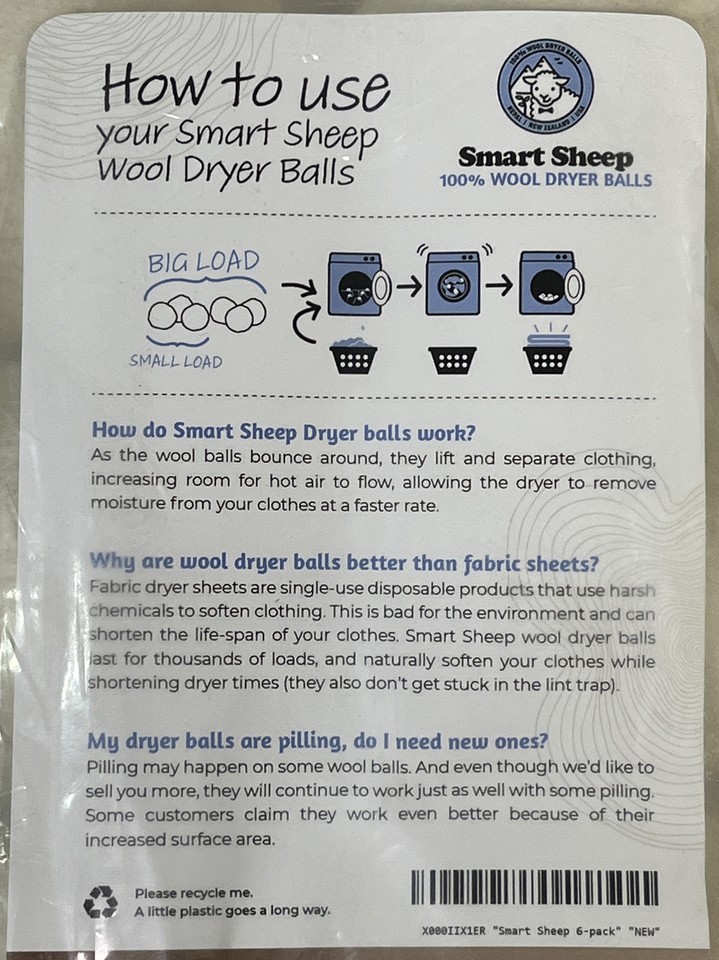 How to use
your Smart Sheep
Wool Dryer Balls
100% WOOL DRYER BALLS
NEPAL | NEW ZEALAND | USA
Smart Sheep
100% WOOL DRYER BALLS
BIG LOAD
SMALL LOAD
How do Smart Sheep Dryer balls work?
As the wool balls bounce around, they lift and separate clothing,
increasing room for hot air to flow, allowing the dryer to remove
moisture from your clothes at a faster rate.
Why are wool dryer balls better than fabric sheets?
Fabric dryer sheets are single-use disposable products that use harsh
chemicals to soften clothing. This is bad for the environment and can
shorten the life-span of your clothes. Smart Sheep wool dryer balls
last for thousands of loads, and naturally soften your clothes while
shortening dryer times (they also don't get stuck in the lint trap).
My dryer balls are pilling, do I need new ones?
Pilling may happen on some wool balls. And even though we'd like to
sell you more, they will continue to work just as well with some pilling.
Some customers claim they work even better because of their
increased surface area.
Please recycle me.
A little plastic goes a long way.
X000IIX1ER "Smart Sheep 6-pack" "NEW"